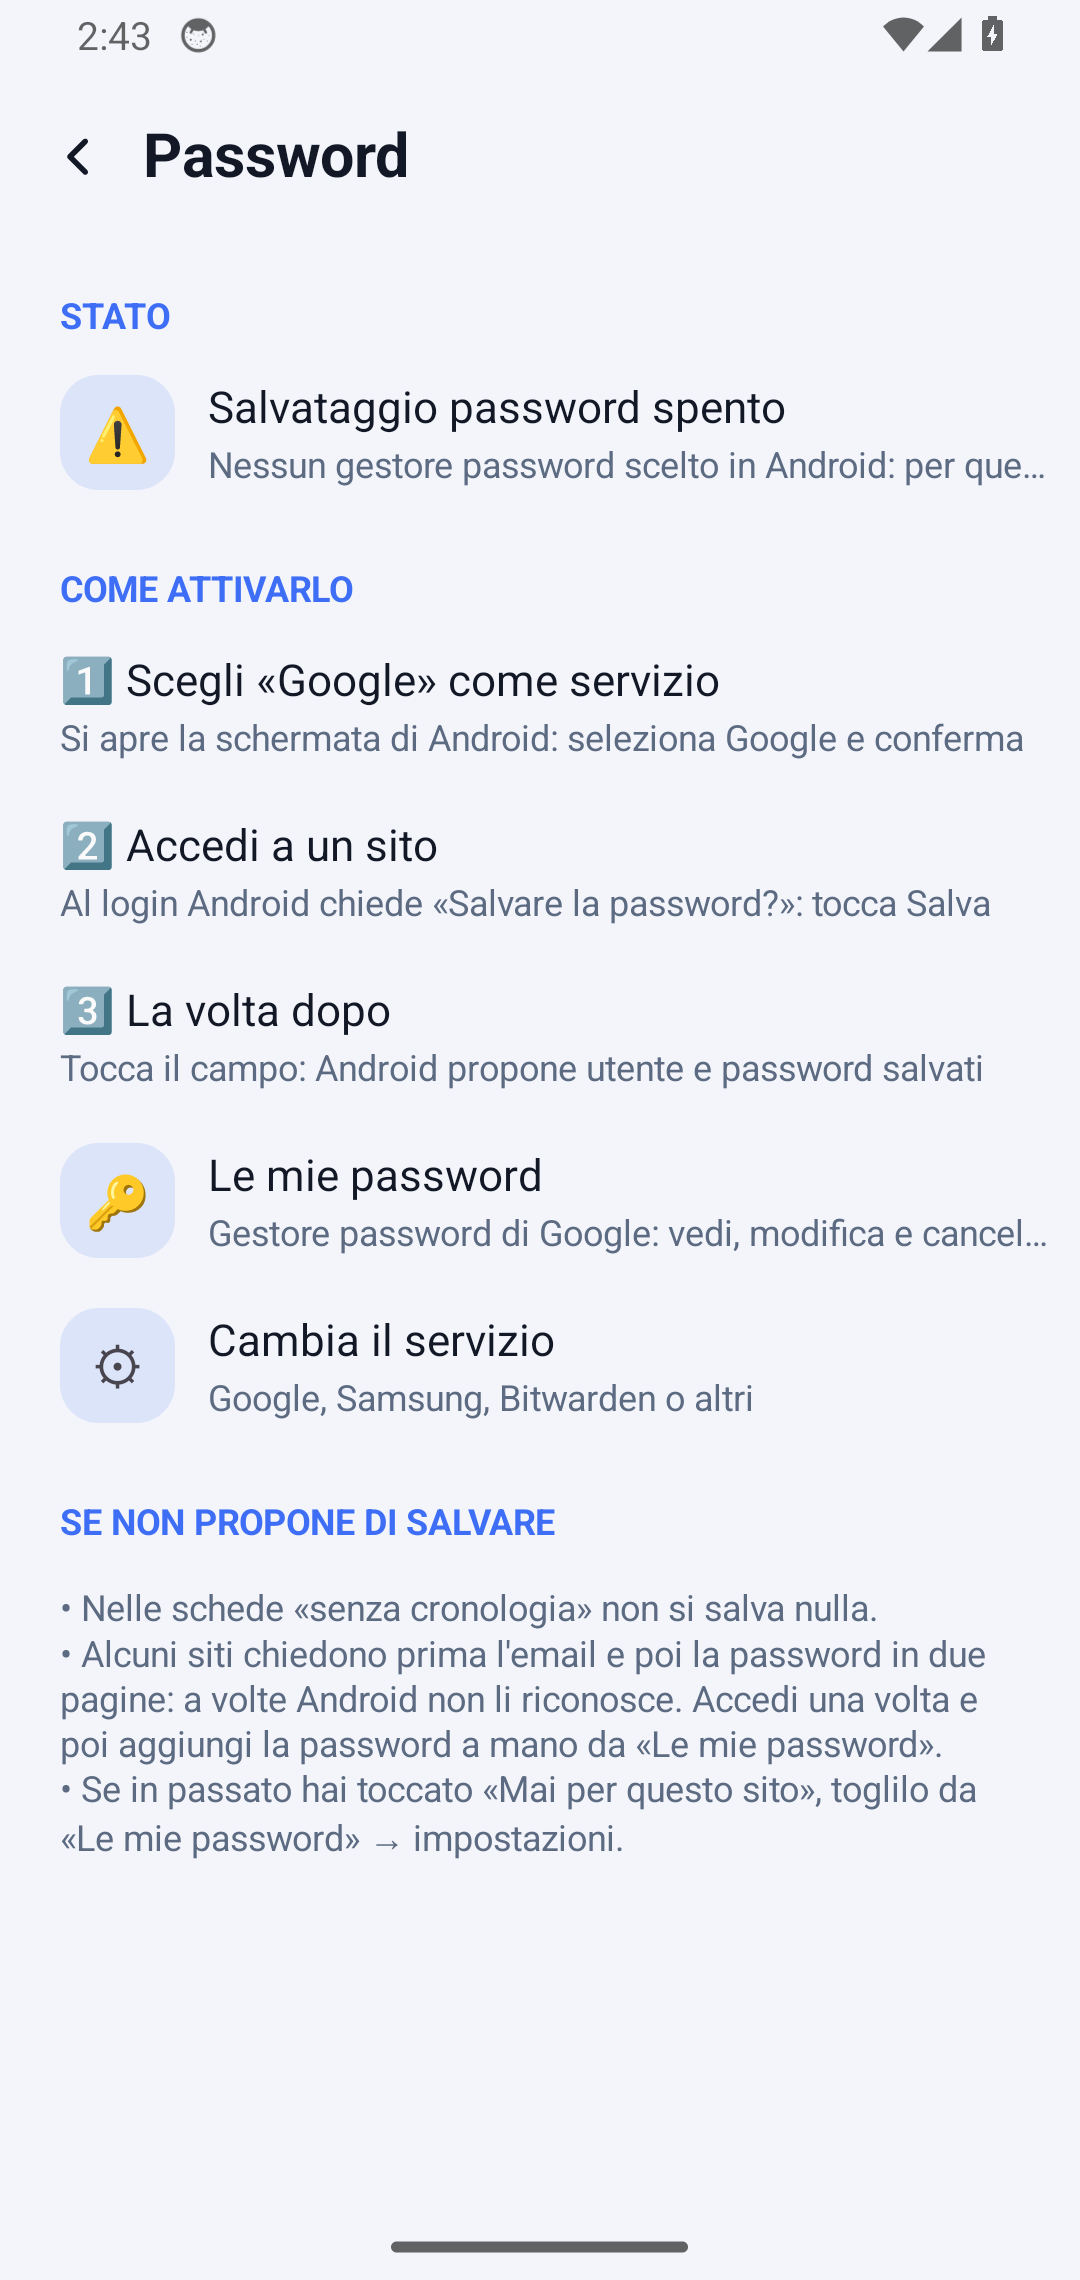 2:43
Password
STATO
Salvataggio password spento
Nessun gestore password scelto in Android: per que…
COME ATTIVARLO
1️⃣ Scegli «Google» come servizio
Si apre la schermata di Android: seleziona Google e conferma
2️⃣ Accedi a un sito
Al login Android chiede «Salvare la password?»: tocca Salva
3️⃣ La volta dopo
Tocca il campo: Android propone utente e password salvati
Le mie password
Gestore password di Google: vedi, modifica e cancel…
Cambia il servizio
Google, Samsung, Bitwarden o altri
SE NON PROPONE DI SALVARE
• Nelle schede «senza cronologia» non si salva nulla.
• Alcuni siti chiedono prima l'email e poi la password in due
pagine: a volte Android non li riconosce. Accedi una volta e
poi aggiungi la password a mano da «Le mie password».
• Se in passato hai toccato «Mai per questo sito», toglilo da
«Le mie password» → impostazioni.